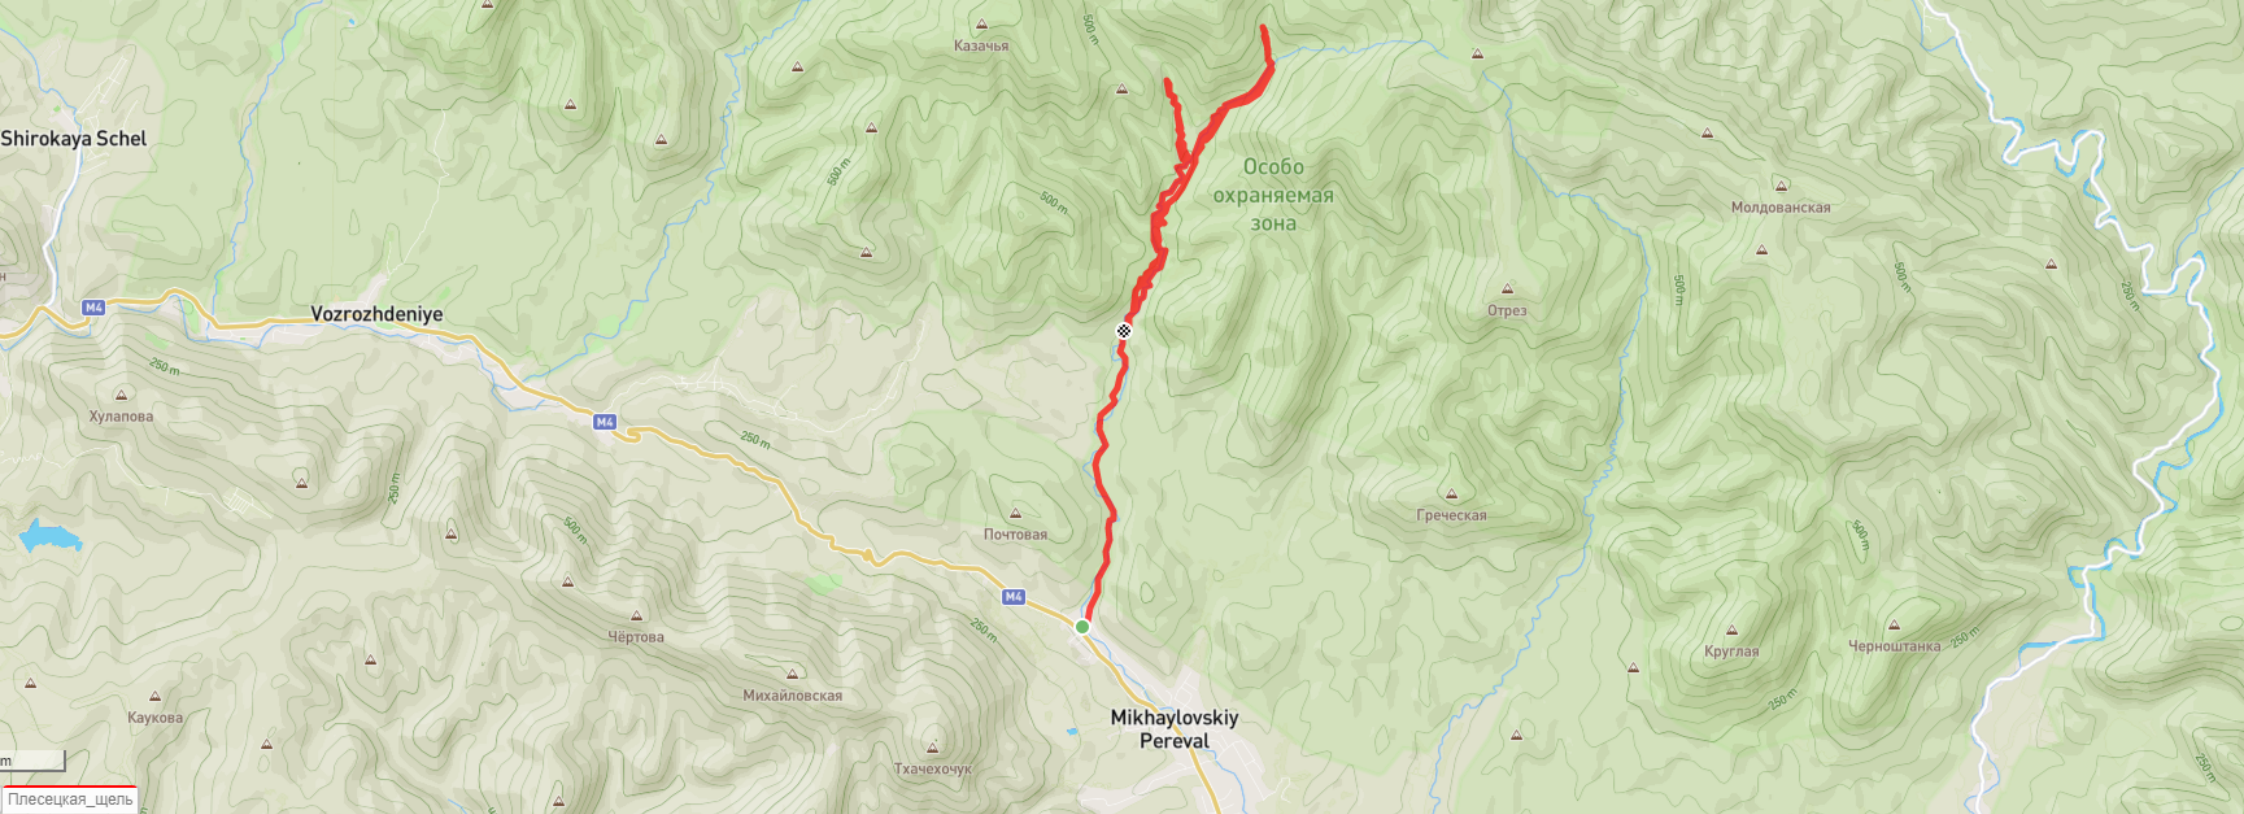 500 m
Казачья
Shirokaya Schel
500 m
Особо
охраняемая
зона
500 m
Молдованская
н
M4
Vozrozhdeniye
500 m
500 m
250 m
Отрез
250 m
Хулапова
M4
250 m
250 m
500 m
Почтовая
Греческая
500 m
M4
250 m
Чёртова
Круглая
Черноштанка
250 m
Михайловская
250 m
Каукова
Mikhaylovskiy
Pereval
Тхачехочук
250 m
m
Плесецкая_щель